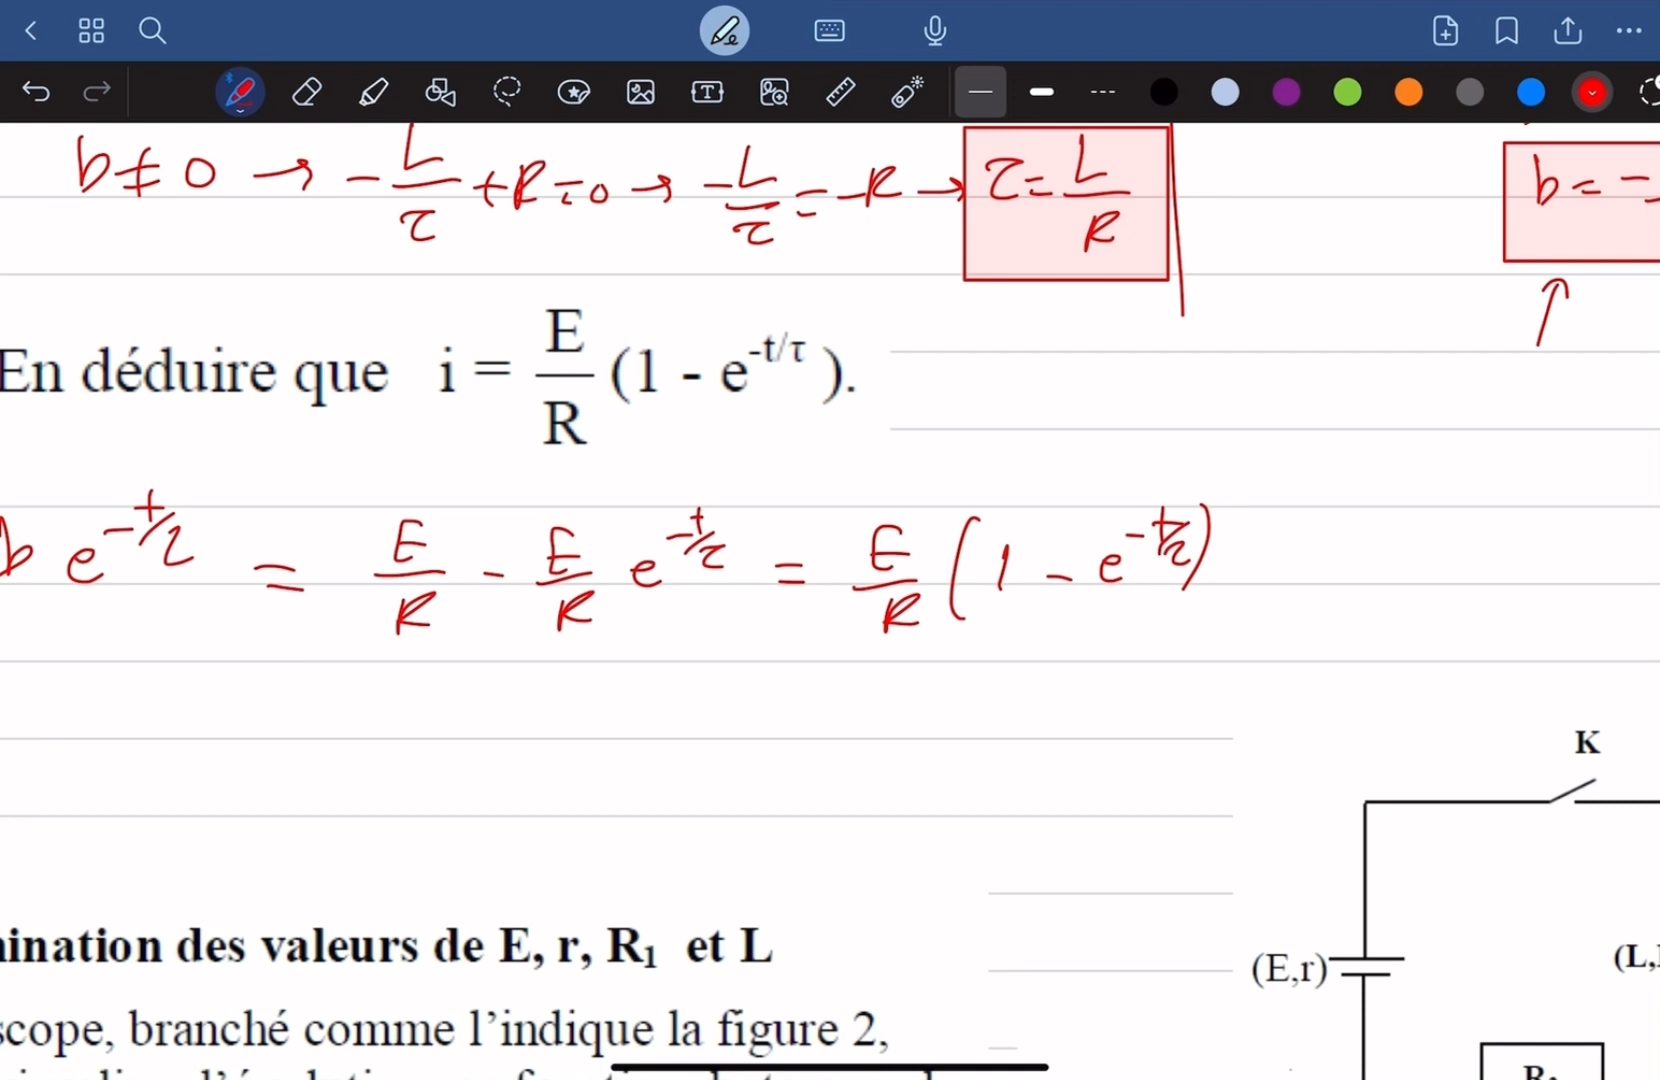 b ≠ 0 → - L/τ + R = 0 → - L/τ = - R → τ = L/R
b = -
En déduire que i = E/R (1 - e^-t/τ ).
b e^-t/τ = E/R - E/R e^-t/τ = E/R (1 - e^-t/τ)
K
ination des valeurs de E, r, R₁ et L
(E,r)
(L,
scope, branché comme l'indique la figure 2,
R